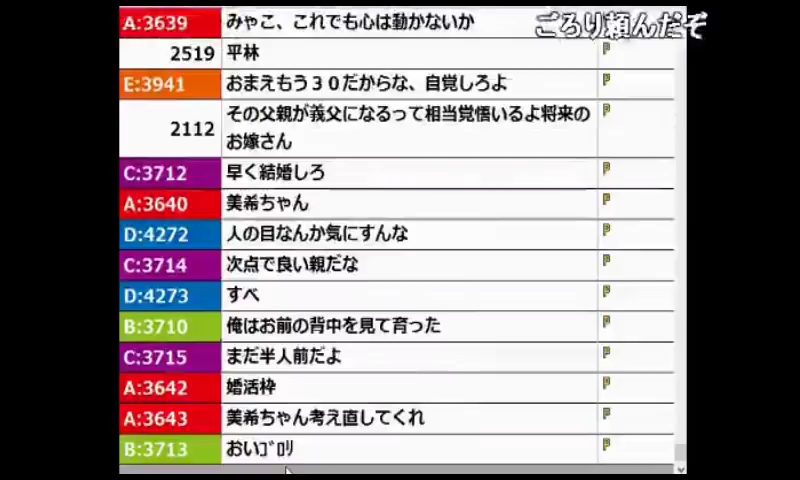 ごろり頼んだぞ
A:3639 みゃこ、これでも心は動かないか
2519 平林
E:3941 おまえもう３０だからな、自覚しろよ
2112 その父親が義父になるって相当覚悟いるよ将来の
お嫁さん
C:3712 早く結婚しろ
A:3640 美希ちゃん
D:4272 人の目なんか気にすんな
C:3714 次点で良い親だな
D:4273 すべ
B:3710 俺はお前の背中を見て育った
C:3715 まだ半人前だよ
A:3642 婚活枠
A:3643 美希ちゃん考え直してくれ
B:3713 おいｺﾞﾛﾘ